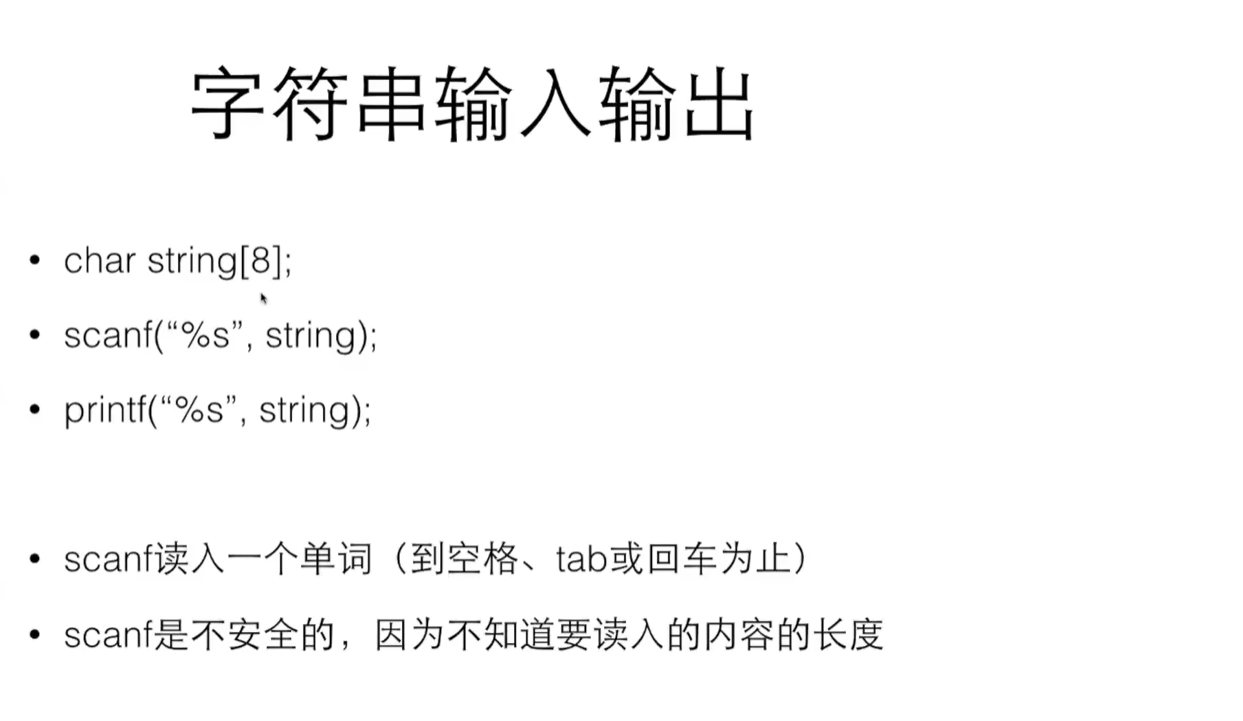 字符串输入输出
• char string[8];
• scanf(“%s”, string);
• printf(“%s”, string);
• scanf读入一个单词（到空格、tab或回车为止）
• scanf是不安全的，因为不知道要读入的内容的长度